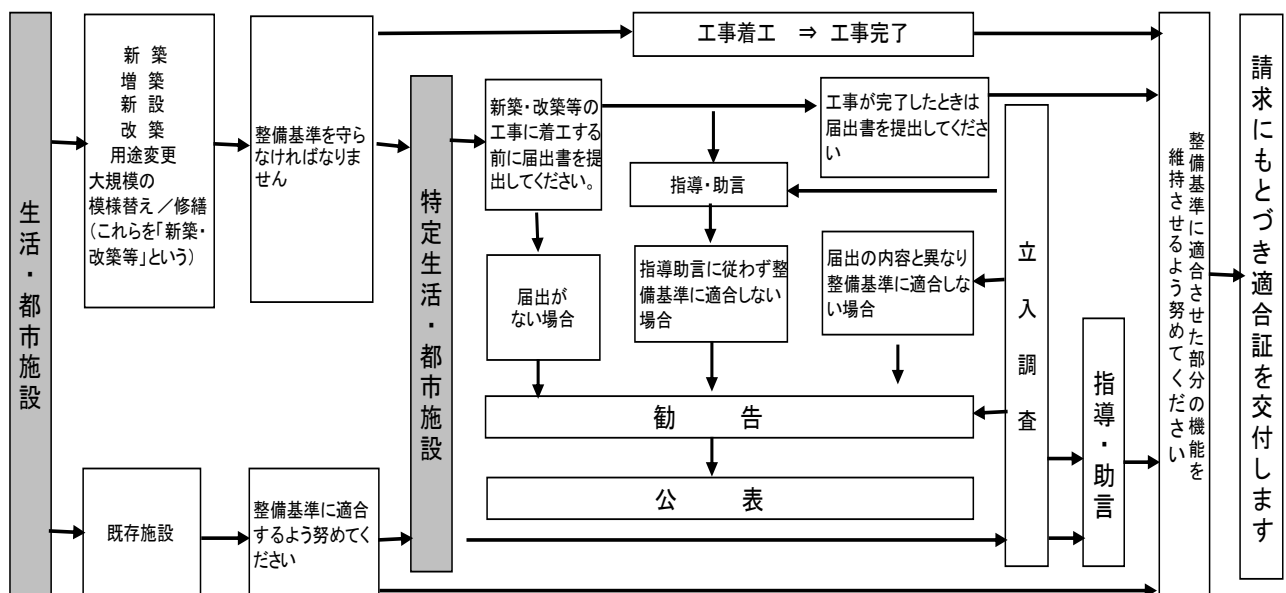 生活・都市施設
新築
増築
新設
改築
用途変更
大規模の
模様替え／修繕
(これらを「新築・
改築等」という)
整備基準を守ら
なければなりま
せん
既存施設
整備基準に適合
するよう努めてく
ださい
特定生活・都市施設
工事着工 ⇒ 工事完了
新築・改築等の
工事に着工する
前に届出書を提
出してください。
工事が完了したときは
届出書を提出してくださ
い
指導・助言
届出が
ない場合
指導助言に従わず整
備基準に適合しない
場合
届出の内容と異なり
整備基準に適合しな
い場合
勧告
公表
立入調査
指導・助言
整備基準に適合させた部分の機能を
維持させるよう努めてください
請求にもとづき適合証を交付します